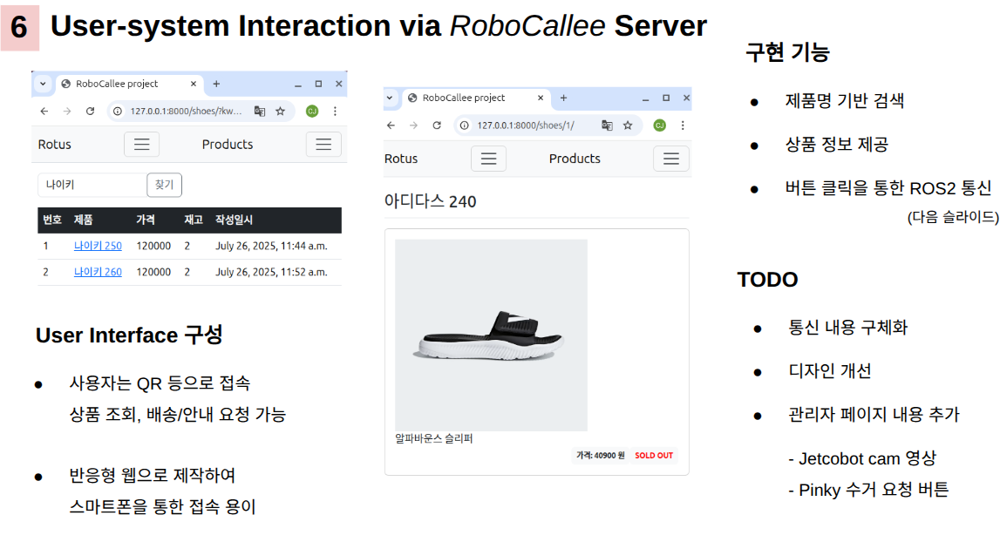 6 User-system Interaction via RoboCallee Server
RoboCallee project
127.0.0.1:8000/shoes/?kw...
CJ
Rotus
Products
나이키
찾기
번호 제품 가격 재고 작성일시
1 나이키 250 120000 2 July 26, 2025, 11:44 a.m.
2 나이키 260 120000 2 July 26, 2025, 11:52 a.m.
User Interface 구성
● 사용자는 QR 등으로 접속
상품 조회, 배송/안내 요청 가능
● 반응형 웹으로 제작하여
스마트폰을 통한 접속 용이
RoboCallee project
127.0.0.1:8000/shoes/1/
CJ
Rotus
Products
아디다스 240
알파바운스 슬리퍼
가격: 40900 원 SOLD OUT
구현 기능
● 제품명 기반 검색
● 상품 정보 제공
● 버튼 클릭을 통한 ROS2 통신
(다음 슬라이드)
TODO
● 통신 내용 구체화
● 디자인 개선
● 관리자 페이지 내용 추가
- Jetcobot cam 영상
- Pinky 수거 요청 버튼